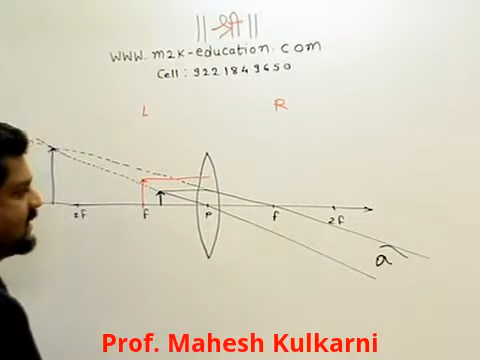 ||श्री||
www.m2k-education.com
Cell: 9221849650
L R
2F F P F 2F
a
Prof. Mahesh Kulkarni